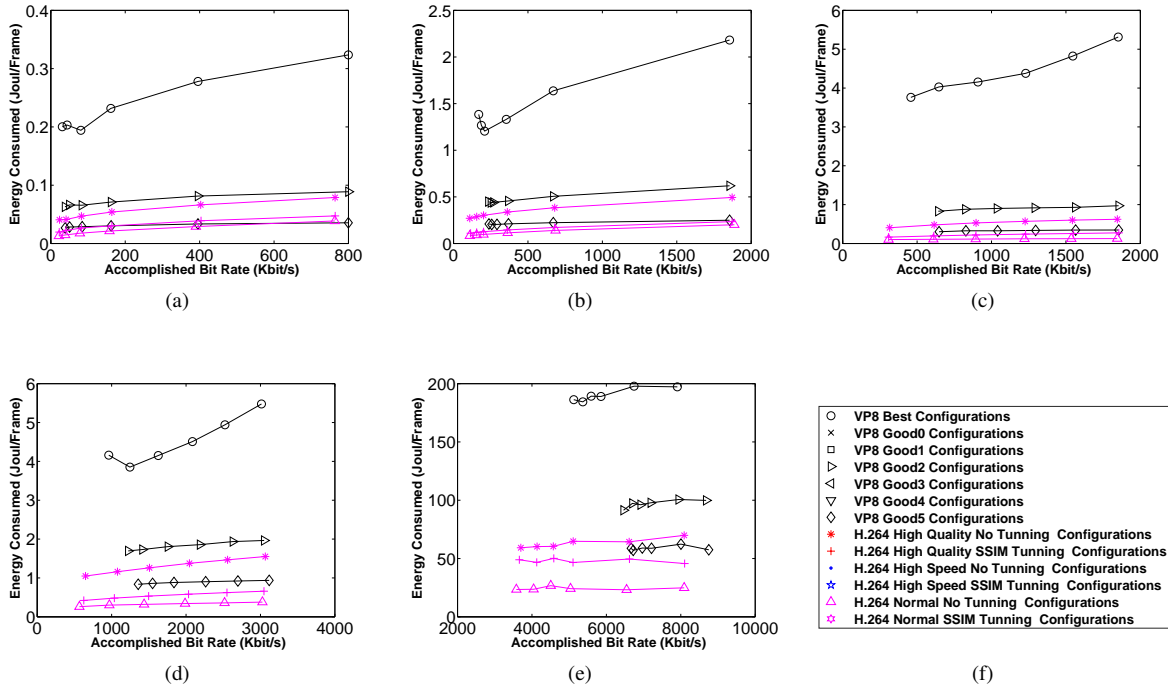 0.4
0.3
0.2
0.1
0
0 200 400 600 800
Energy Consumed (Joul/Frame)
Accomplished Bit Rate (Kbit/s)
(a)
2.5
2
1.5
1
0.5
0
0 500 1000 1500 2000
Energy Consumed (Joul/Frame)
Accomplished Bit Rate (Kbit/s)
(b)
6
5
4
3
2
1
0
0 500 1000 1500 2000
Energy Consumed (Joul/Frame)
Accomplished Bit Rate (Kbit/s)
(c)
6
5
4
3
2
1
0
0 1000 2000 3000 4000
Energy Consumed (Joul/Frame)
Accomplished Bit Rate (Kbit/s)
(d)
200
150
100
50
0
2000 4000 6000 8000 10000
Energy Consumed (Joul/Frame)
Accomplished Bit Rate (Kbit/s)
(e)
VP8 Best Configurations
VP8 Good0 Configurations
VP8 Good1 Configurations
VP8 Good2 Configurations
VP8 Good3 Configurations
VP8 Good4 Configurations
VP8 Good5 Configurations
H.264 High Quality No Tunning Configurations
H.264 High Quality SSIM Tunning Configurations
H.264 High Speed No Tunning Configurations
H.264 High Speed SSIM Tunning Configurations
H.264 Normal No Tunning Configurations
H.264 Normal SSIM Tunning Configurations
(f)